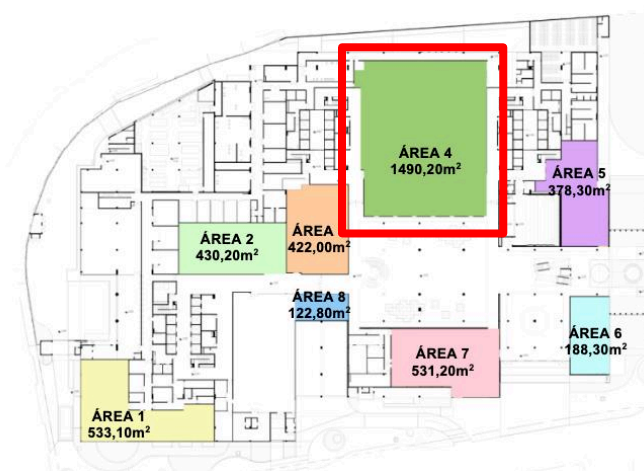 ÁREA 4
1490,20m²
ÁREA 5
378,30m²
ÁREA 2
430,20m²
ÁREA
422,00m²
ÁREA 8
122,80m²
ÁREA 6
188,30m²
ÁREA 7
531,20m²
ÁREA 1
533,10m²